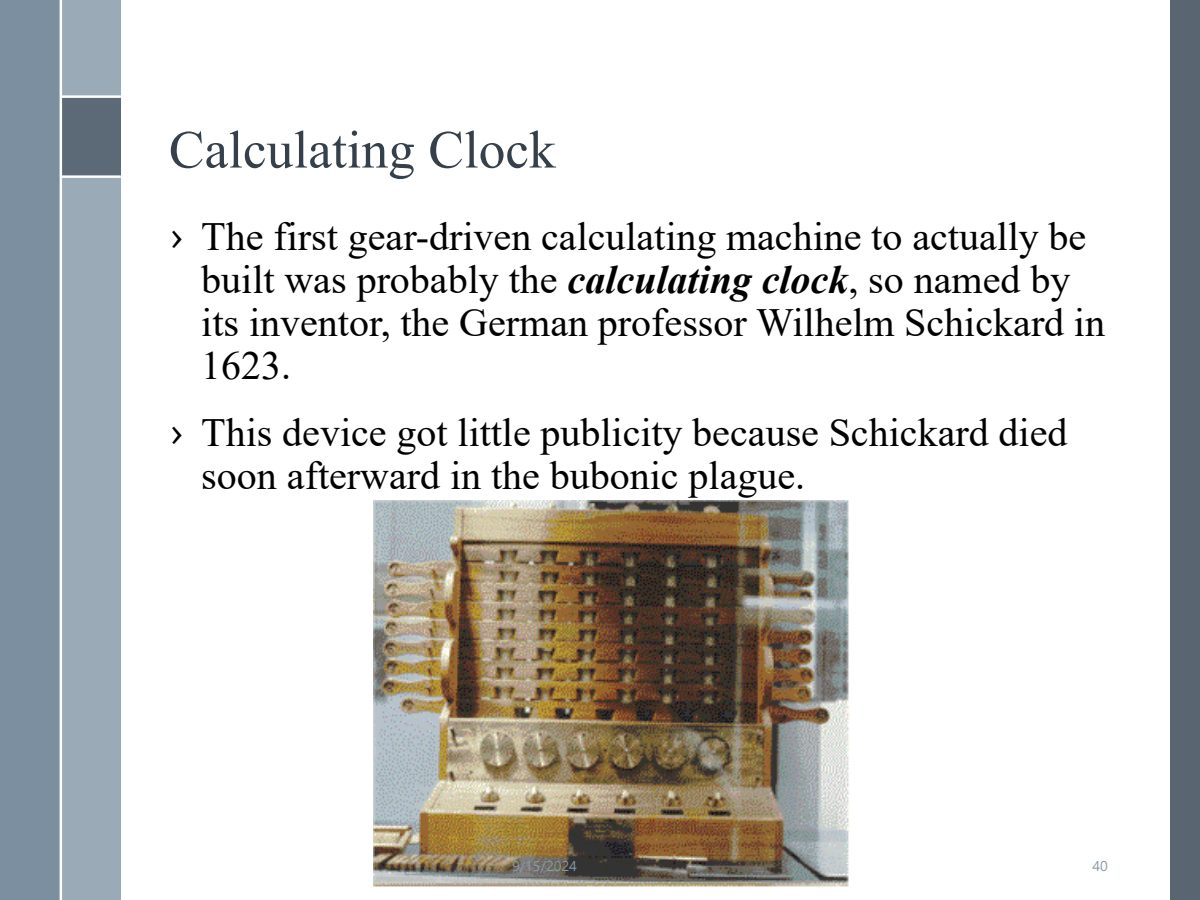 Calculating Clock
› The first gear-driven calculating machine to actually be
built was probably the calculating clock, so named by
its inventor, the German professor Wilhelm Schickard in
1623.
› This device got little publicity because Schickard died
soon afterward in the bubonic plague.
9/15/2024
40